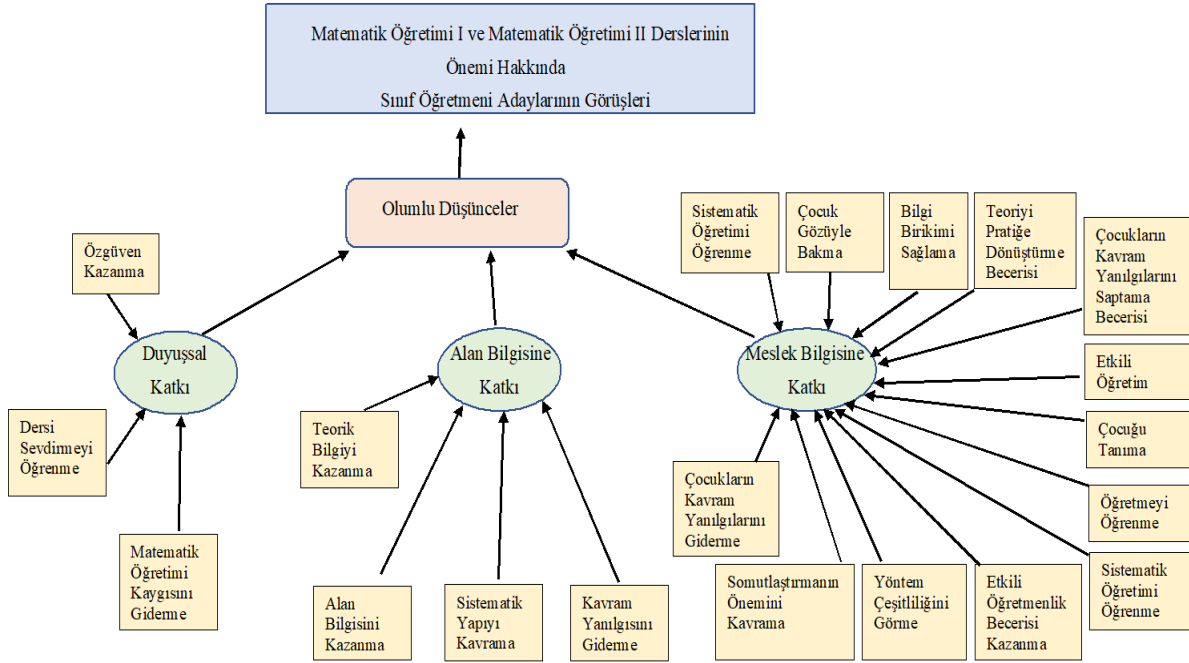 Matematik Öğretimi I ve Matematik Öğretimi II Derslerinin
Önemi Hakkında
Sınıf Öğretmeni Adaylarının Görüşleri
Olumlu Düşünceler
Özgüven
Kazanma
Duyuşsal
Katkı
Dersi
Sevdirmeyi
Öğrenme
Matematik
Öğretimi
Kaygısını
Giderme
Alan Bilgisine
Katkı
Teorik
Bilgiyi
Kazanma
Alan
Bilgisini
Kazanma
Sistematik
Yapıyı
Kavrama
Kavram
Yanılgısını
Giderme
Meslek Bilgisine
Katkı
Sistematik
Öğretimi
Öğrenme
Çocuk
Gözüyle
Bakma
Bilgi
Birikimi
Sağlama
Teoriyi
Pratiğe
Dönüştürme
Becerisi
Çocukların
Kavram
Yanılgılarını
Saptama
Becerisi
Etkili
Öğretim
Çocuğu
Tanıma
Öğretmeyi
Öğrenme
Sistematik
Öğretimi
Öğrenme
Etkili
Öğretmenlik
Becerisi
Kazanma
Yöntem
Çeşitliliğini
Görme
Somutlaştırmanın
Önemini
Kavrama
Çocukların
Kavram
Yanılgılarını
Giderme